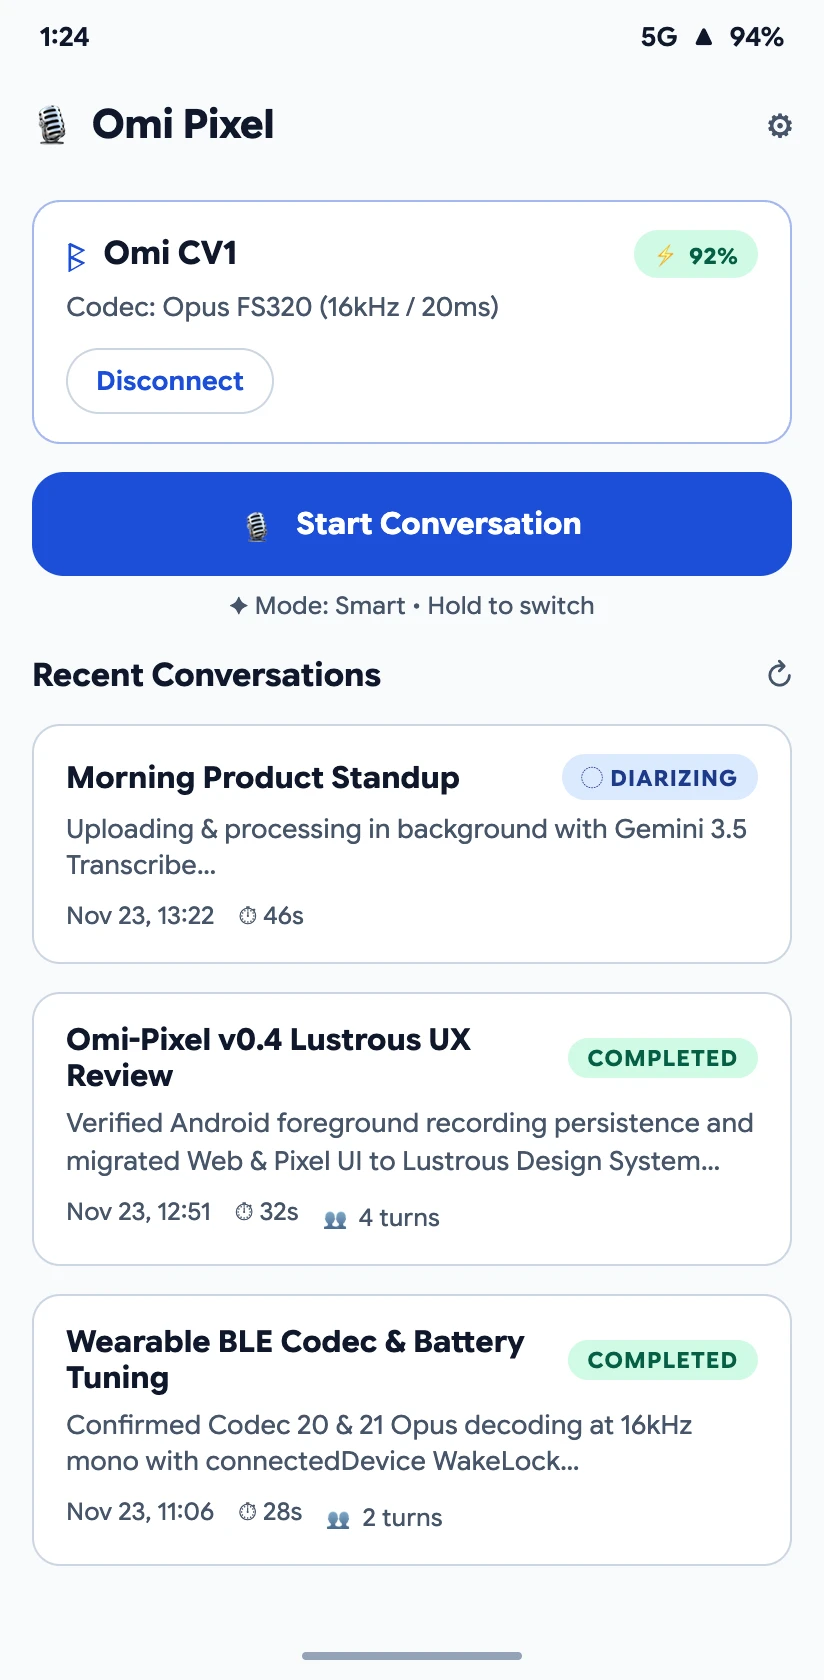 1:24
5G ▲ 94%
Omi Pixel
Omi CV1
⚡ 92%
Codec: Opus FS320 (16kHz / 20ms)
Disconnect
Start Conversation
✦ Mode: Smart • Hold to switch
Recent Conversations
Morning Product Standup
DIARIZING
Uploading & processing in background with Gemini 3.5
Transcribe...
Nov 23, 13:22 ⏱ 46s
Omi-Pixel v0.4 Lustrous UX
Review
COMPLETED
Verified Android foreground recording persistence and
migrated Web & Pixel UI to Lustrous Design System...
Nov 23, 12:51 ⏱ 32s 👥 4 turns
Wearable BLE Codec & Battery
Tuning
COMPLETED
Confirmed Codec 20 & 21 Opus decoding at 16kHz
mono with connectedDevice WakeLock...
Nov 23, 11:06 ⏱ 28s 👥 2 turns